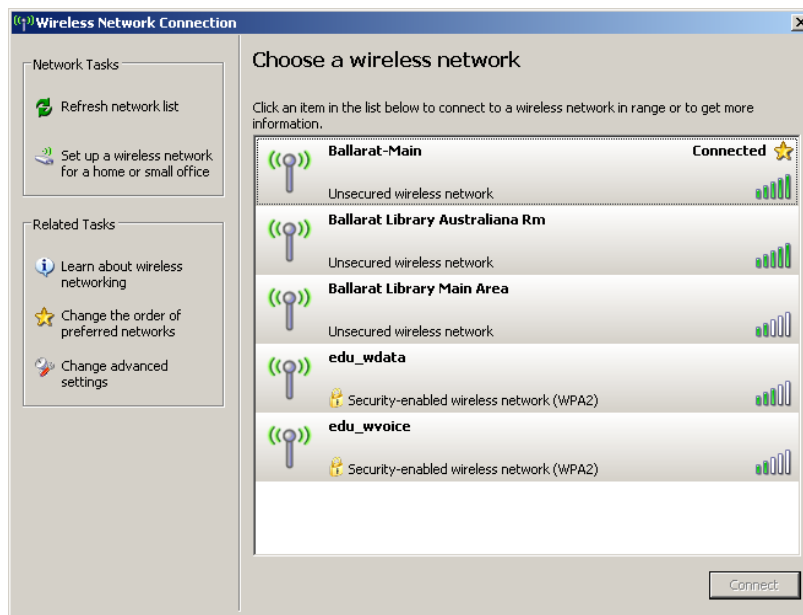 Wireless Network Connection
Network Tasks
Refresh network list
Set up a wireless network
for a home or small office
Related Tasks
Learn about wireless
networking
Change the order of
preferred networks
Change advanced
settings
Choose a wireless network
Click an item in the list below to connect to a wireless network in range or to get more
information.
Ballarat-Main Connected
Unsecured wireless network
Ballarat Library Australiana Rm
Unsecured wireless network
Ballarat Library Main Area
Unsecured wireless network
edu_wdata
Security-enabled wireless network (WPA2)
edu_wvoice
Security-enabled wireless network (WPA2)
Connect